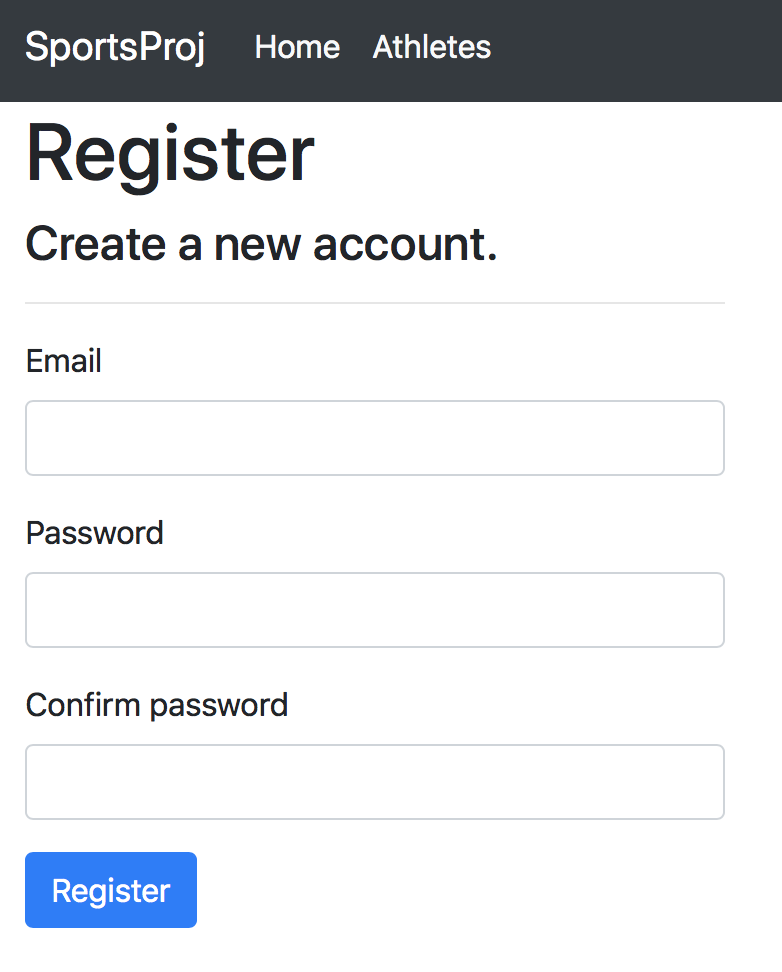 SportsProj Home Athletes
Register
Create a new account.
Email
Password
Confirm password
Register